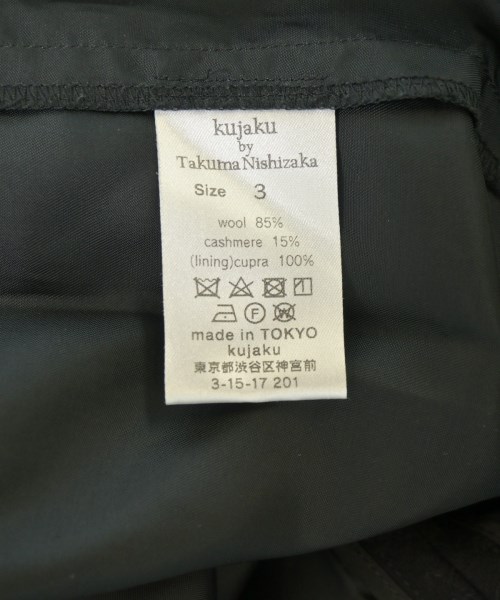 kujaku
by
Takuma Nishizaka
Size 3
wool 85%
cashmere 15%
(lining)cupra 100%
F W
made in TOKYO
kujaku
東京都渋谷区神宮前
3-15-17 201